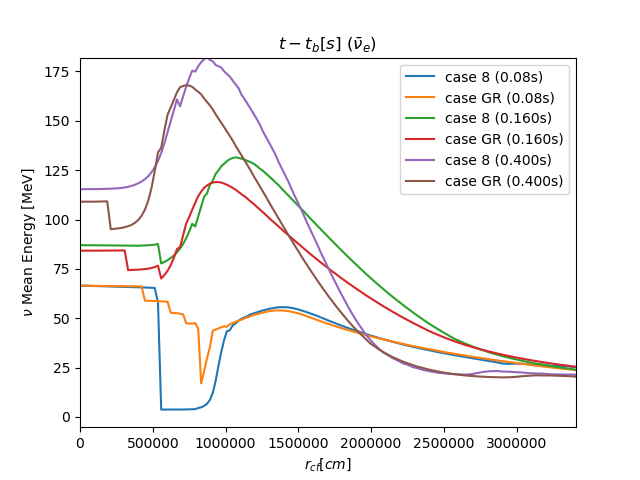 t − t_b[s] (ν̄_e)
175
150
125
100
75
50
25
0
ν Mean Energy [MeV]
case 8 (0.08s)
case GR (0.08s)
case 8 (0.160s)
case GR (0.160s)
case 8 (0.400s)
case GR (0.400s)
0 500000 1000000 1500000 2000000 2500000 3000000
r_cf[cm]